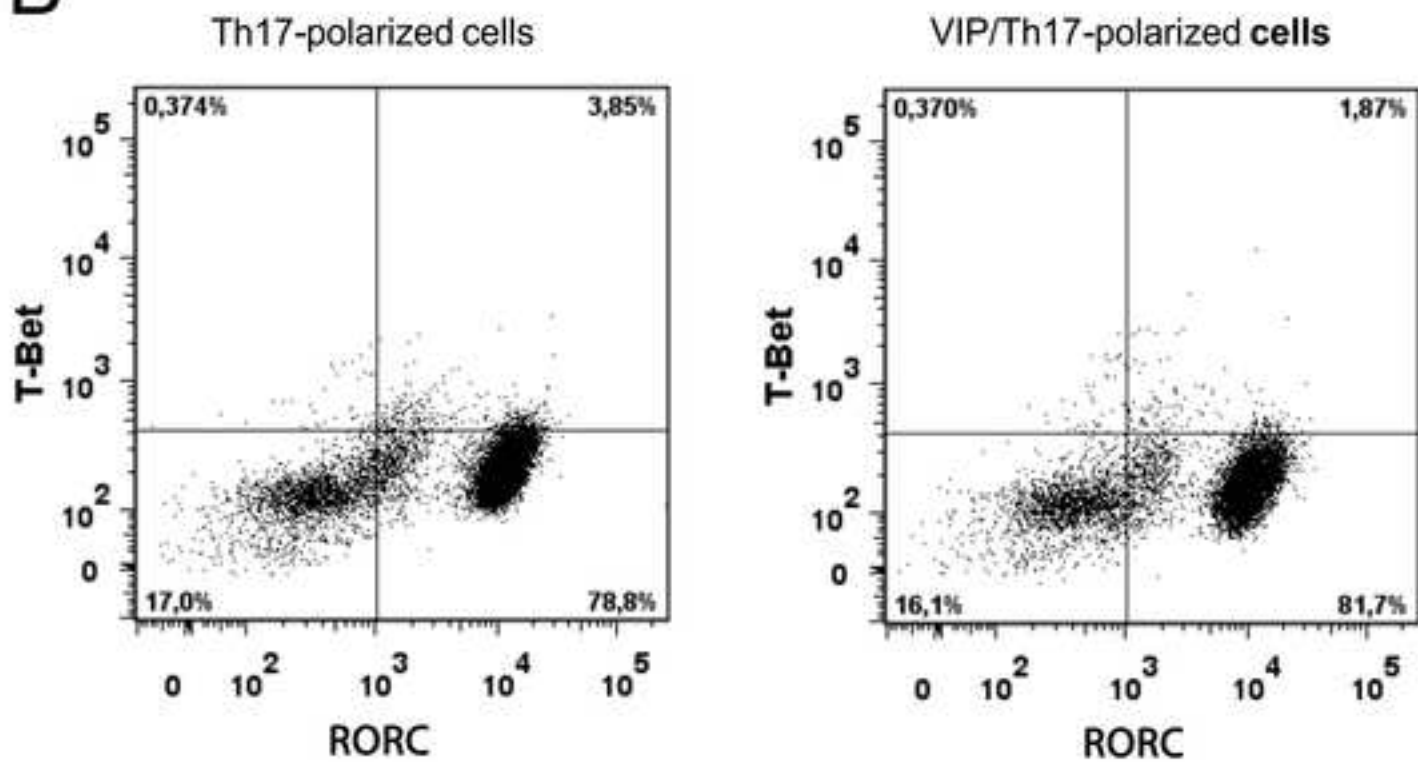 Th17-polarized cells
0,374% 3,85%
10^5
10^4
10^3
10^2
0
T-Bet
17,0% 78,8%
0 10^2 10^3 10^4 10^5
RORC
VIP/Th17-polarized cells
0,370% 1,87%
10^5
10^4
10^3
10^2
0
T-Bet
16,1% 81,7%
0 10^2 10^3 10^4 10^5
RORC